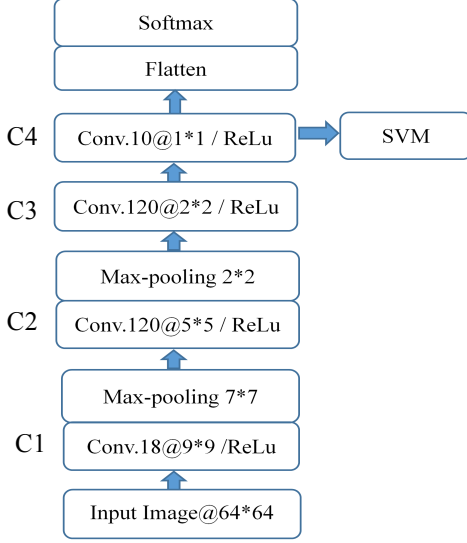 Softmax
Flatten
C4
Conv.10@1*1 / ReLu
SVM
C3
Conv.120@2*2 / ReLu
Max-pooling 2*2
C2
Conv.120@5*5 / ReLu
Max-pooling 7*7
C1
Conv.18@9*9 /ReLu
Input Image@64*64